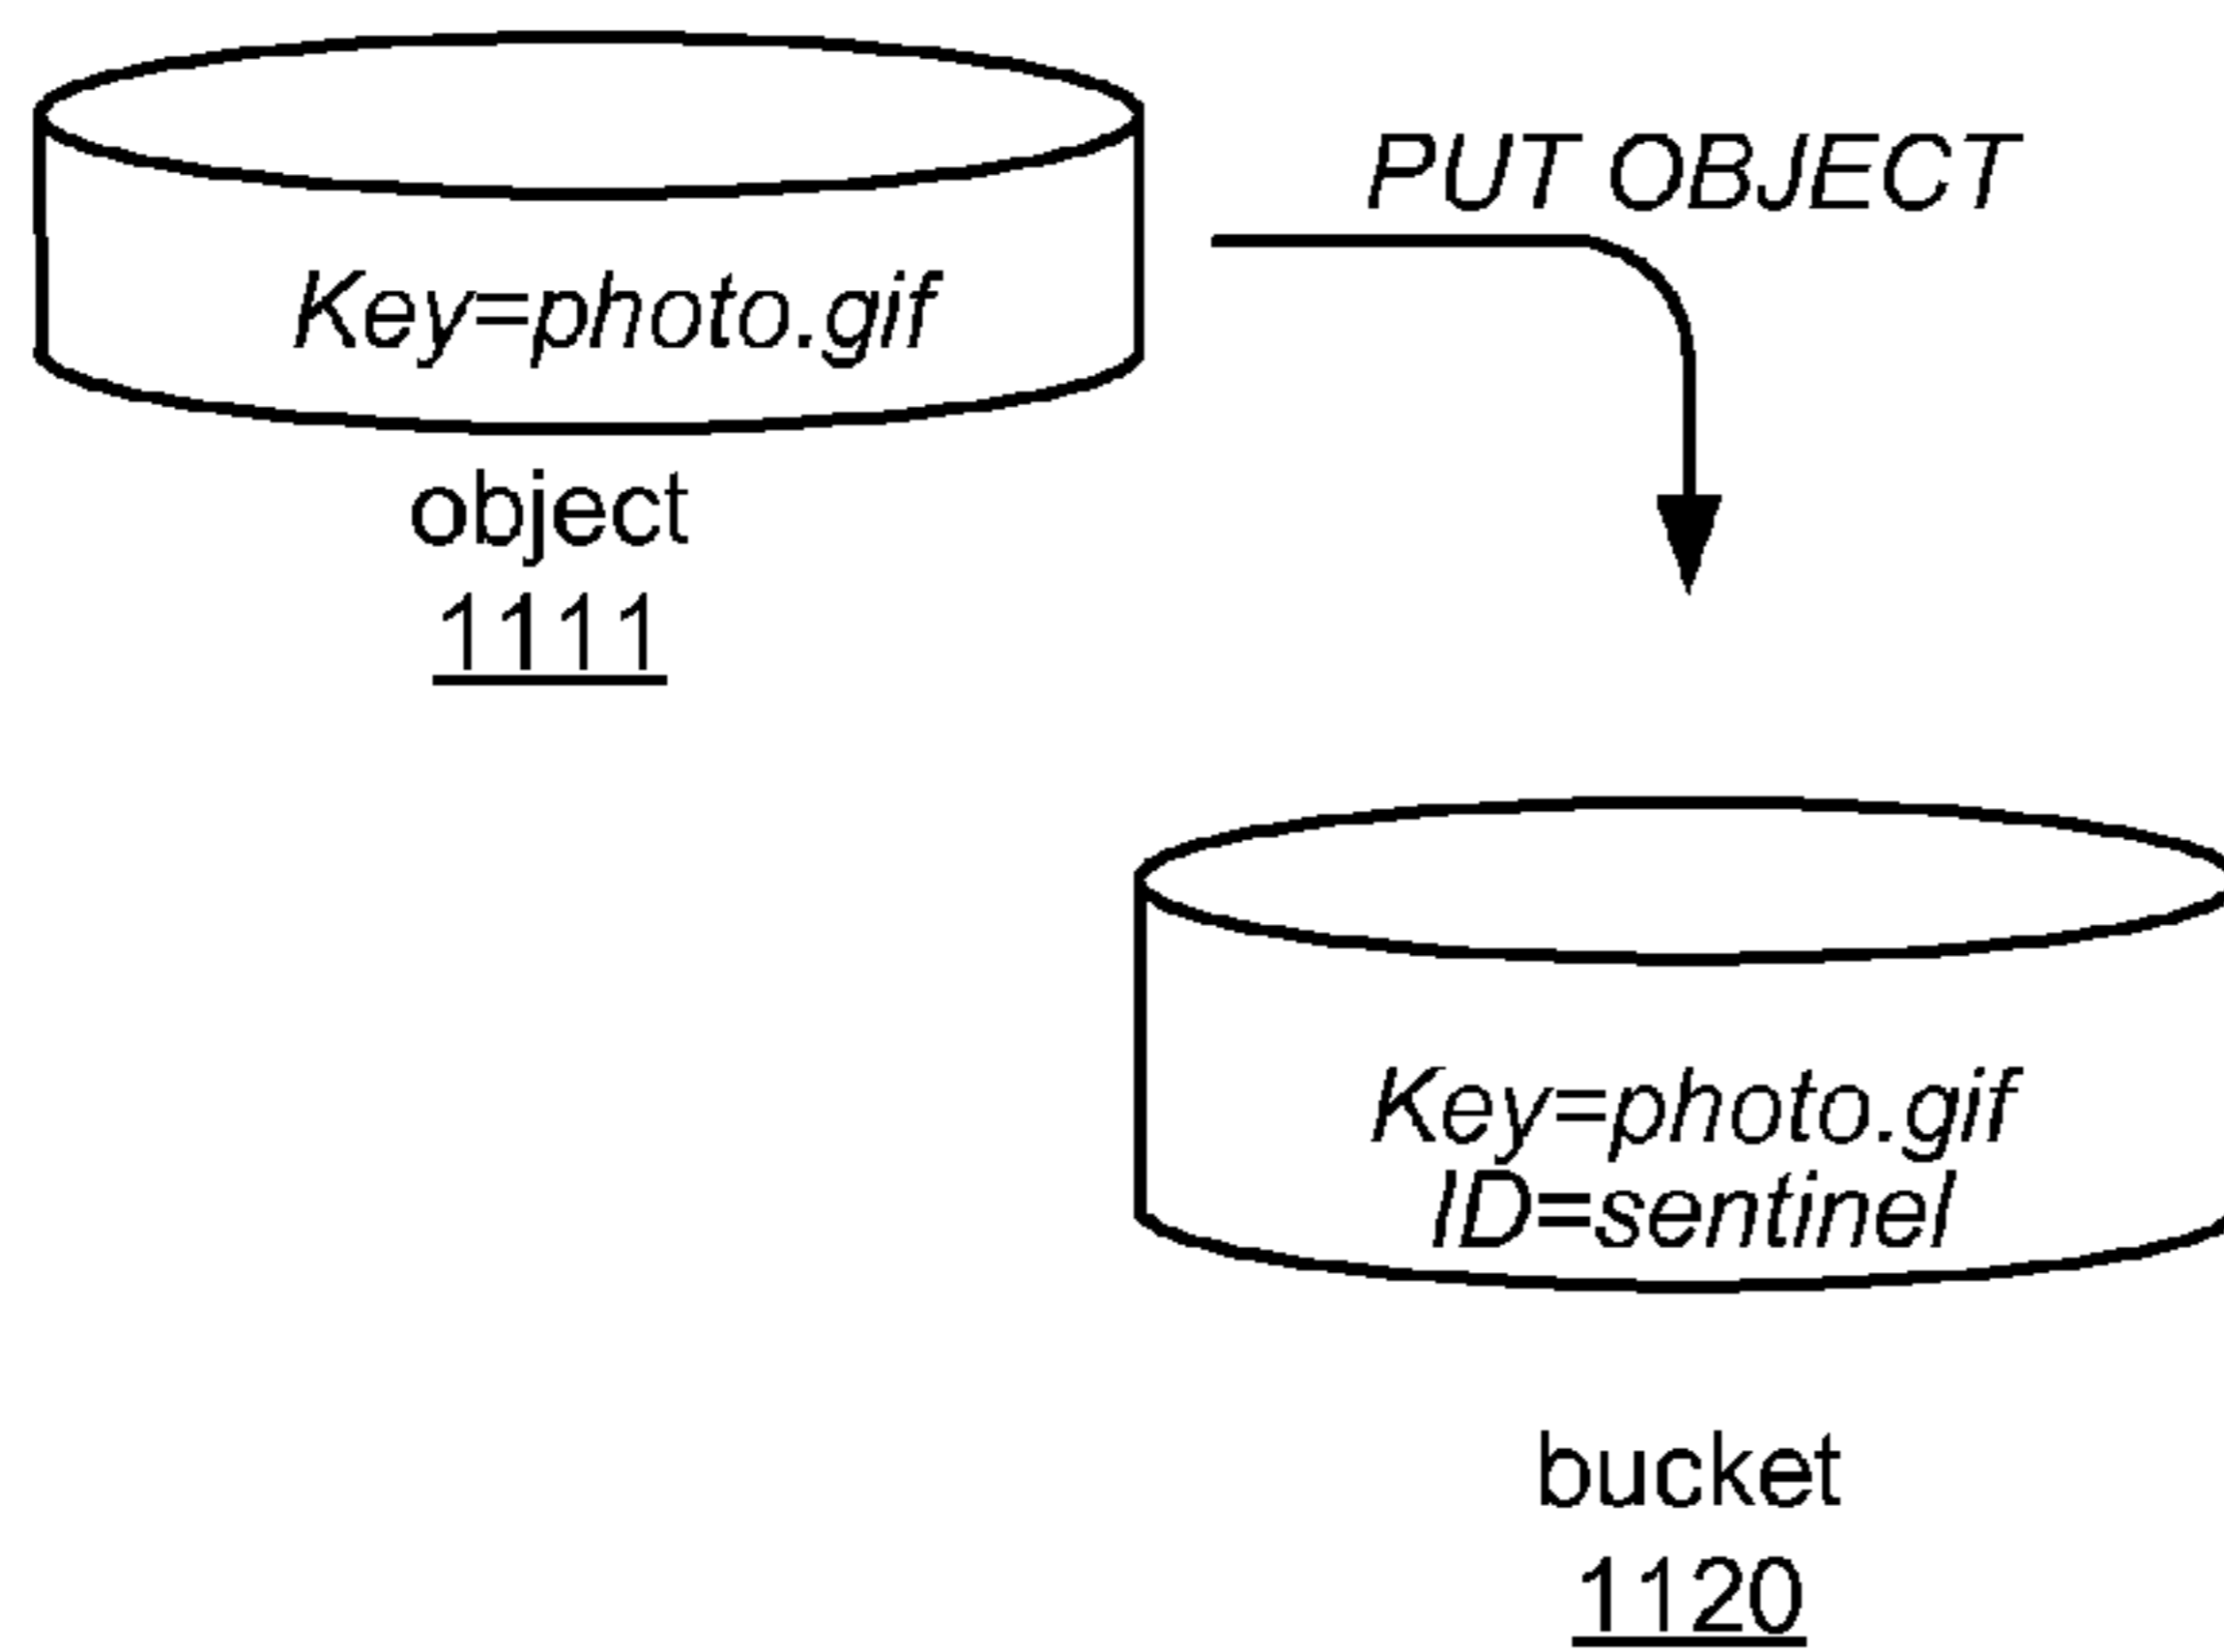 PUT OBJECT
Key=photo.gif
object
1111
Key=photo.gif
ID=sentinel
bucket
1120